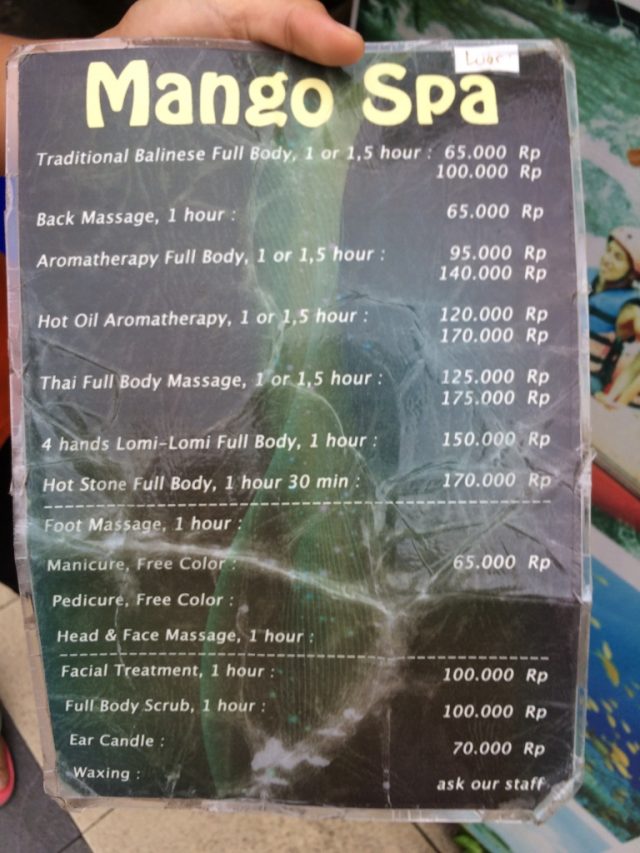 Mango Spa
Traditional Balinese Full Body, 1 or 1,5 hour : 65.000 Rp
100.000 Rp
Back Massage, 1 hour : 65.000 Rp
Aromatherapy Full Body, 1 or 1,5 hour : 95.000 Rp
140.000 Rp
Hot Oil Aromatherapy, 1 or 1,5 hour : 120.000 Rp
170.000 Rp
Thai Full Body Massage, 1 or 1,5 hour : 125.000 Rp
175.000 Rp
4 hands Lomi-Lomi Full Body, 1 hour : 150.000 Rp
Hot Stone Full Body, 1 hour 30 min : 170.000 Rp
Foot Massage, 1 hour :
Manicure, Free Color : 65.000 Rp
Pedicure, Free Color :
Head & Face Massage, 1 hour :
Facial Treatment, 1 hour : 100.000 Rp
Full Body Scrub, 1 hour : 100.000 Rp
Ear Candle : 70.000 Rp
Waxing : ask our staff